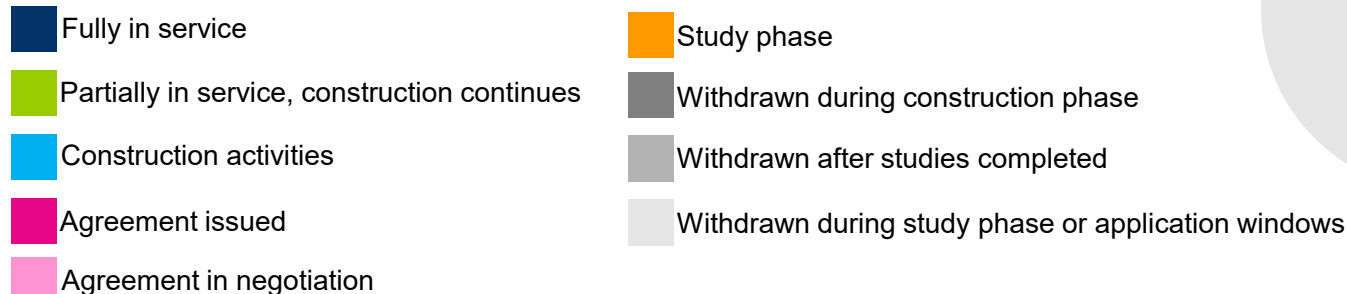 Fully in service
Partially in service, construction continues
Construction activities
Agreement issued
Agreement in negotiation
Study phase
Withdrawn during construction phase
Withdrawn after studies completed
Withdrawn during study phase or application windows